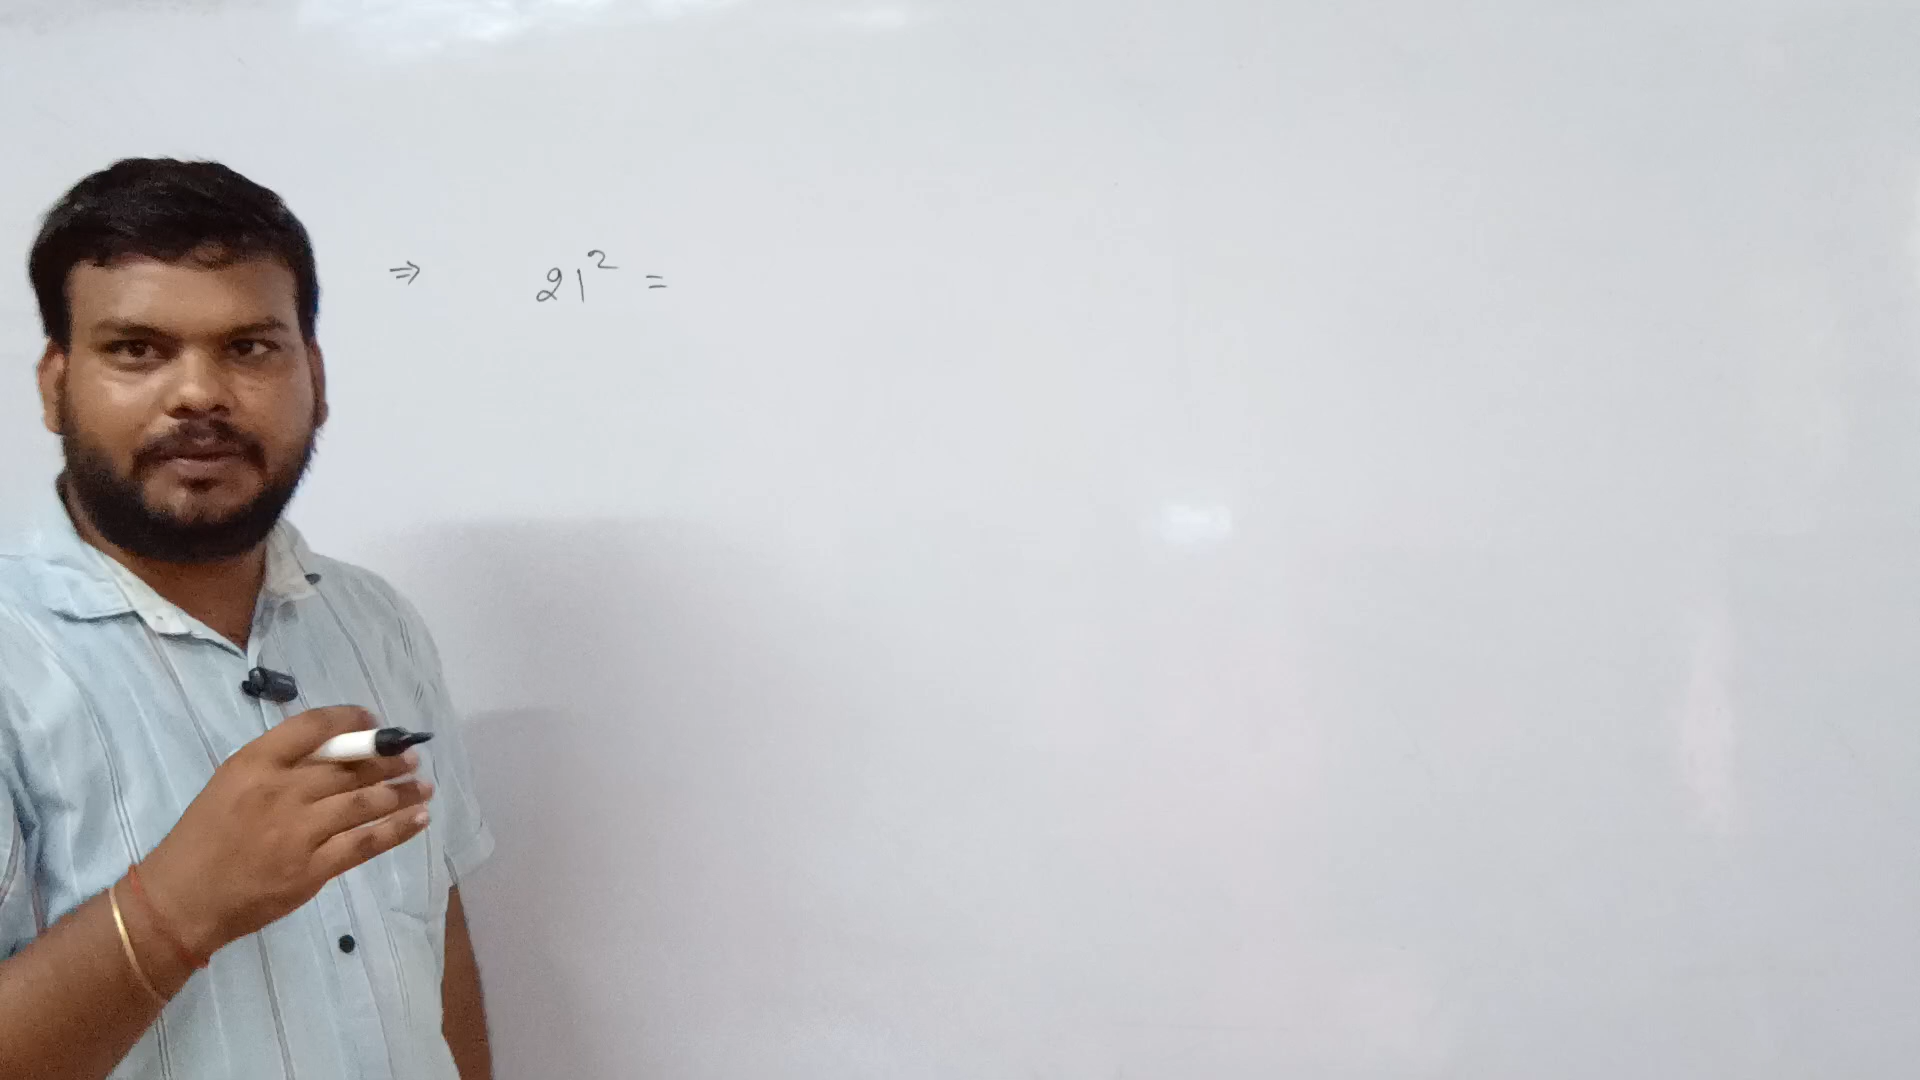 ⇒ 21² =